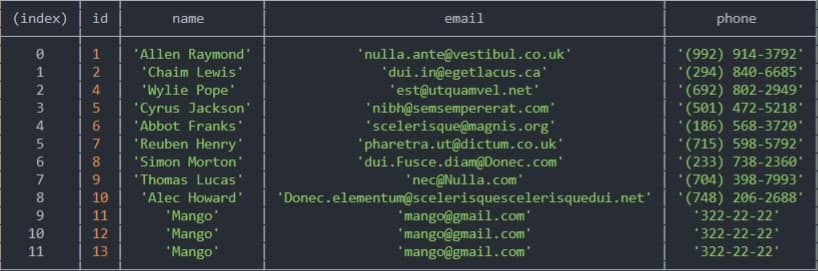 (index) id name email phone
0 1 'Allen Raymond' 'nulla.ante@vestibul.co.uk' '(992) 914-3792'
1 2 'Chaim Lewis' 'dui.in@egetlacus.ca' '(294) 840-6685'
2 4 'Wylie Pope' 'est@utquamvel.net' '(692) 802-2949'
3 5 'Cyrus Jackson' 'nibh@semsempererat.com' '(501) 472-5218'
4 6 'Abbot Franks' 'scelerisque@magnis.org' '(186) 568-3720'
5 7 'Reuben Henry' 'pharetra.ut@dictum.co.uk' '(715) 598-5792'
6 8 'Simon Morton' 'dui.Fusce.diam@Donec.com' '(233) 738-2360'
7 9 'Thomas Lucas' 'nec@Nulla.com' '(704) 398-7993'
8 10 'Alec Howard' 'Donec.elementum@scelerisquescelerisquedui.net' '(748) 206-2688'
9 11 'Mango' 'mango@gmail.com' '322-22-22'
10 12 'Mango' 'mango@gmail.com' '322-22-22'
11 13 'Mango' 'mango@gmail.com' '322-22-22'